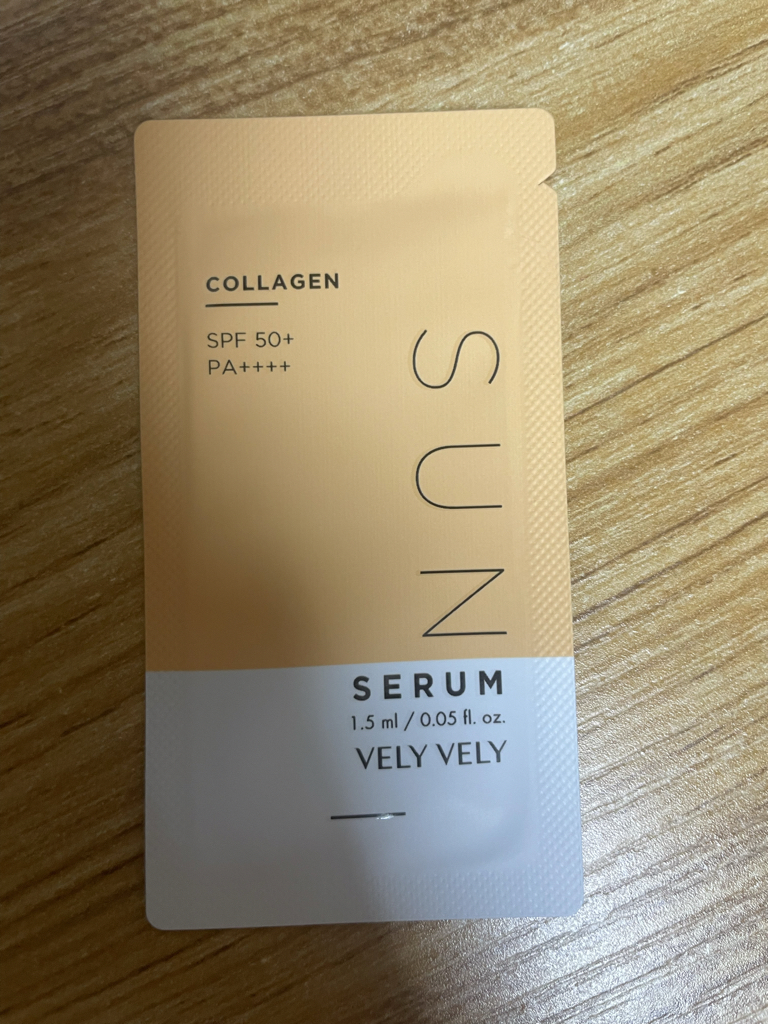 COLLAGEN
SPF 50+
PA++++
SUN
SERUM
1.5 ml / 0.05 fl. oz.
VELY VELY